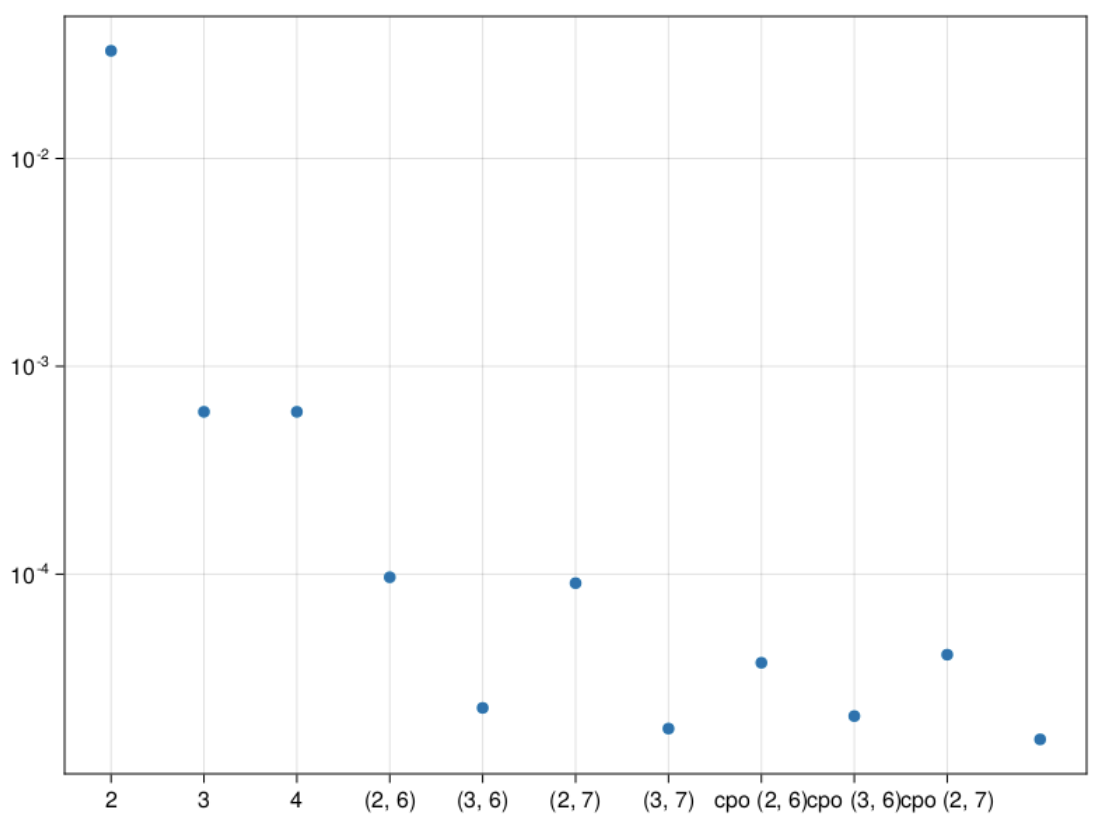 10-2
10-3
10-4
2 3 4 (2, 6) (3, 6) (2, 7) (3, 7) cpo (2, 6) cpo (3, 6) cpo (2, 7)